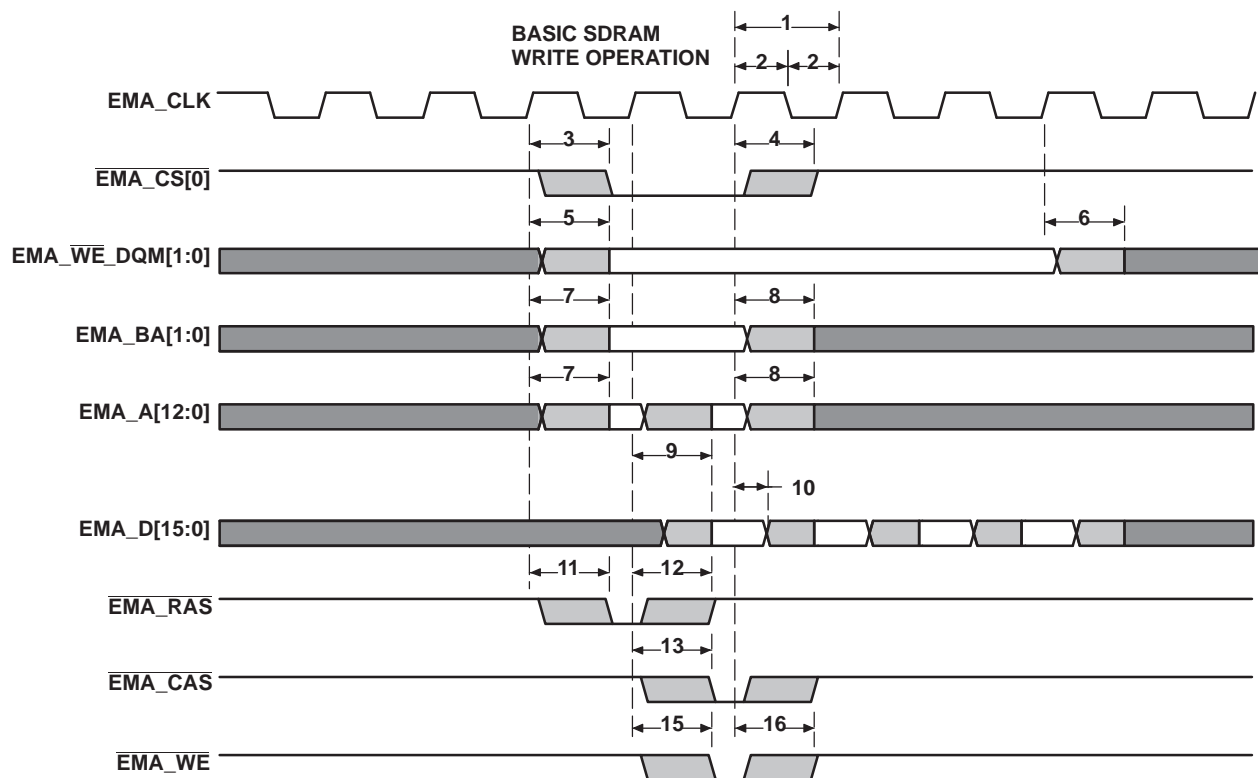 BASIC SDRAM
WRITE OPERATION
1
2 2
EMA_CLK
3 4
EMA_CS[0]
5 6
EMA_WE_DQM[1:0]
7 8
EMA_BA[1:0]
7 8
EMA_A[12:0]
9
10
EMA_D[15:0]
11 12
EMA_RAS
13
EMA_CAS
15 16
EMA_WE